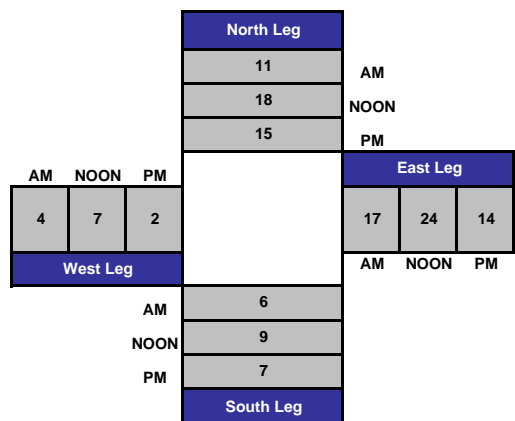 North Leg
11 AM
18 NOON
15 PM
AM NOON PM East Leg
4 7 2 17 24 14
West Leg AM NOON PM
AM 6
NOON 9
PM 7
South Leg